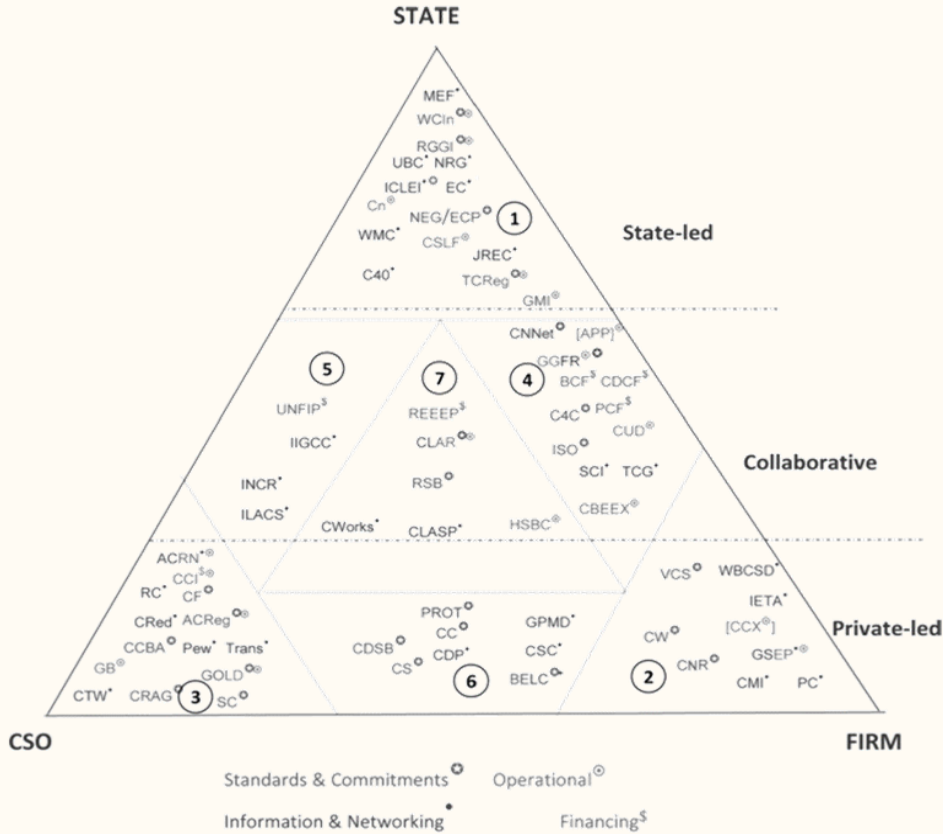 STATE
MEF•
WCIn✪◎
RGGI✪◎
UBC• NRG•
ICLEI•✪ EC•
Cn◎
NEG/ECP✪ 1
WMC• CSLF◎ State-led
JREC•
C40• TCReg✪◎
GMI◎
CNNet✪ [APP]◎
GGFR◎✪
5 7 4 BCF$ CDCF$
UNFIP$ REEEP$ C4C✪ PCF$
CUD◎
IIGCC• CLAR✪◎ ISO✪
SCI• TCG• Collaborative
INCR• RSB✪
ILACS• CBEEX◎
CWorks• CLASP• HSBC◎
ACRN•◎
CCI$◎ VCS✪ WBCSD•
RC• CF✪
IETA•
CRed• ACReg✪◎ PROT✪ GPMD• [CCX◎] Private-led
CC✪ CW✪
CCBA✪ Pew• Trans• CDSB✪ CDP• CSC• GSEP•◎
GB◎ CS✪ CNR✪
GOLD✪◎ 6 BELC✪• 2 CMI• PC•
CTW• CRAG✪ 3 SC✪
CSO FIRM
Standards & Commitments✪ Operational◎
Information & Networking• Financing$